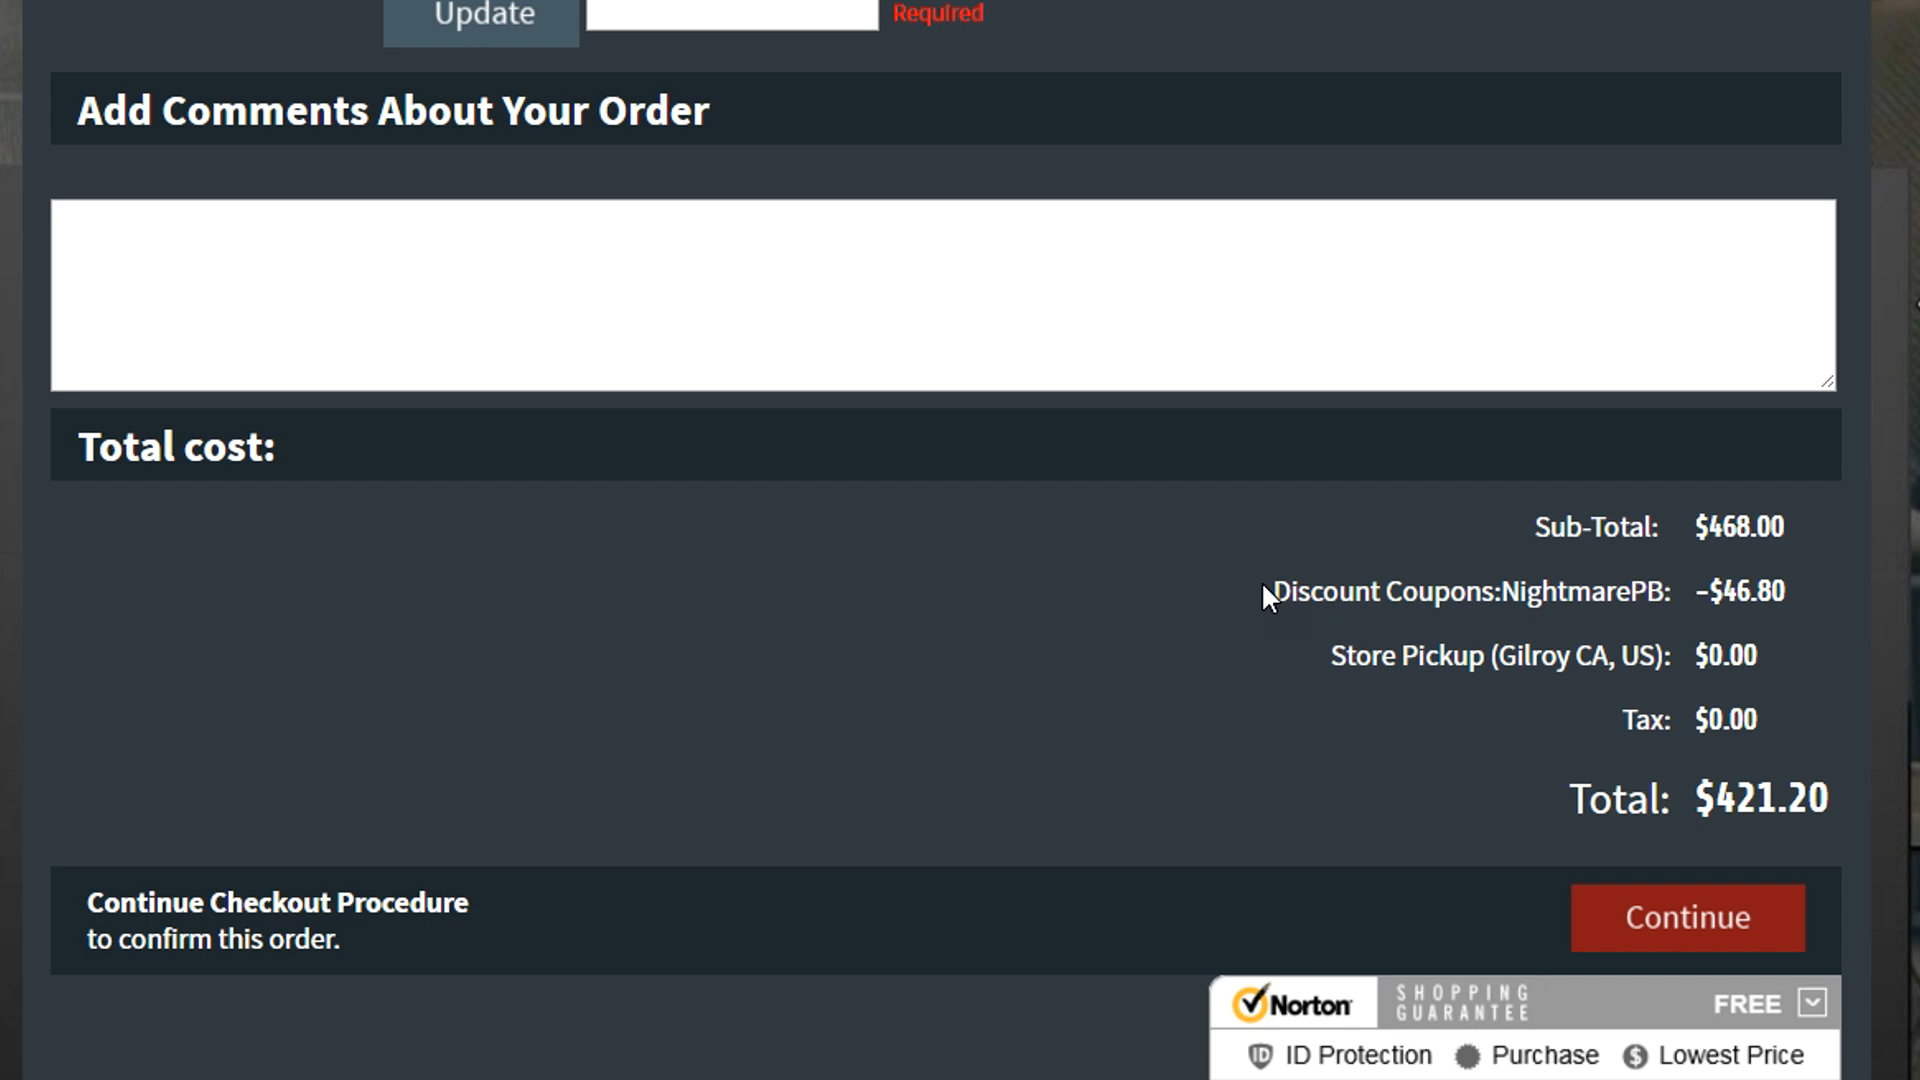 Update Required
Add Comments About Your Order
Total cost:
Sub-Total: $468.00
Discount Coupons:NightmarePB: -$46.80
Store Pickup (Gilroy CA, US): $0.00
Tax: $0.00
Total: $421.20
Continue Checkout Procedure
to confirm this order.
Continue
Norton SHOPPING GUARANTEE FREE
ID Protection Purchase Lowest Price